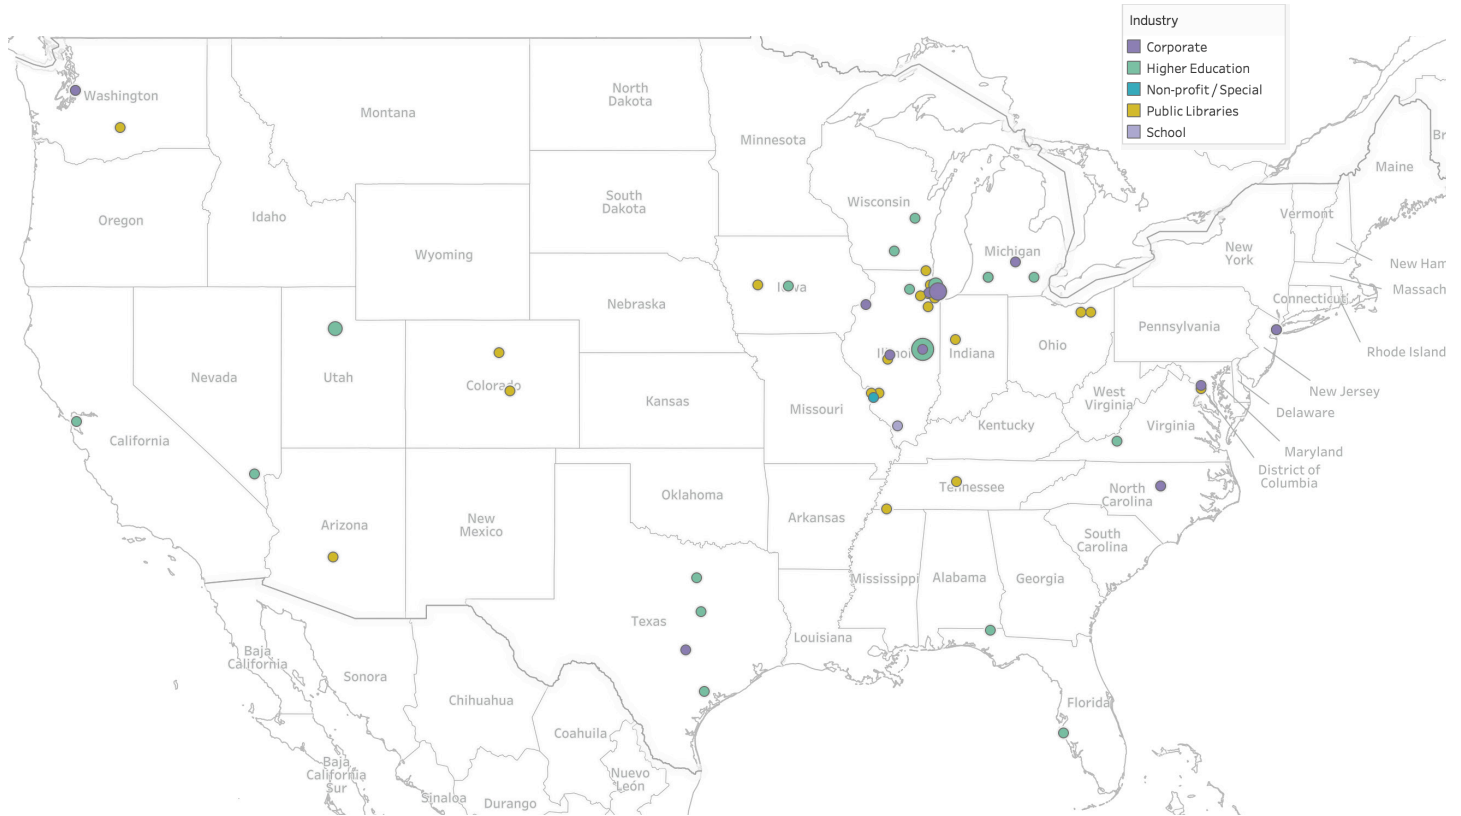 Industry
Corporate
Higher Education
Non-profit / Special
Public Libraries
School
Washington
Montana
North
Dakota
Minnesota
Maine
Br
Oregon
Idaho
Wyoming
South
Dakota
Wisconsin
Michigan
Vermont
New
York
New Ham
Massach
Connecticut
Rhode Island
Nebraska
Iowa
Illinois
Indiana
Ohio
Pennsylvania
New Jersey
Delaware
Maryland
District of
Columbia
Nevada
Utah
Colorado
Kansas
Missouri
Kentucky
West
Virginia
Virginia
California
Arizona
New
Mexico
Oklahoma
Arkansas
Tennessee
North
Carolina
South
Carolina
Mississippi
Alabama
Georgia
Texas
Louisiana
Florida
Baja
California
Sonora
Chihuahua
Coahuila
Baja
California
Sur
Sinaloa
Durango
Nuevo
León